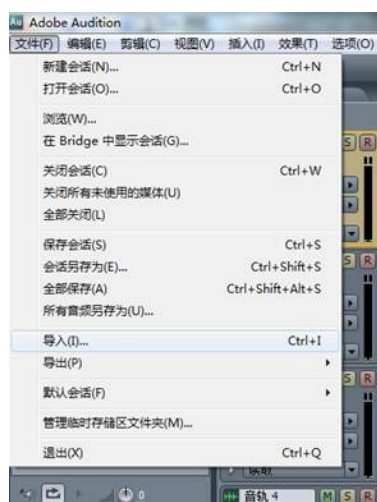 Au Adobe Audition
文件(F) 编辑(E) 剪辑(C) 视图(V) 插入(I) 效果(T) 选项(O)
新建会话(N)... Ctrl+N
打开会话(O)... Ctrl+O
浏览(W)...
在 Bridge 中显示会话(G)...
关闭会话(C) Ctrl+W
关闭所有未使用的媒体(U)
全部关闭(L)
保存会话(S) Ctrl+S
会话另存为(E)... Ctrl+Shift+S
全部保存(A) Ctrl+Shift+Alt+S
所有音频另存为(U)...
导入(I)... Ctrl+I
导出(P)
默认会话(F)
管理临时存储区文件夹(M)...
退出(X) Ctrl+Q
S R
S R
S R
读取
音轨 4 M S R
0